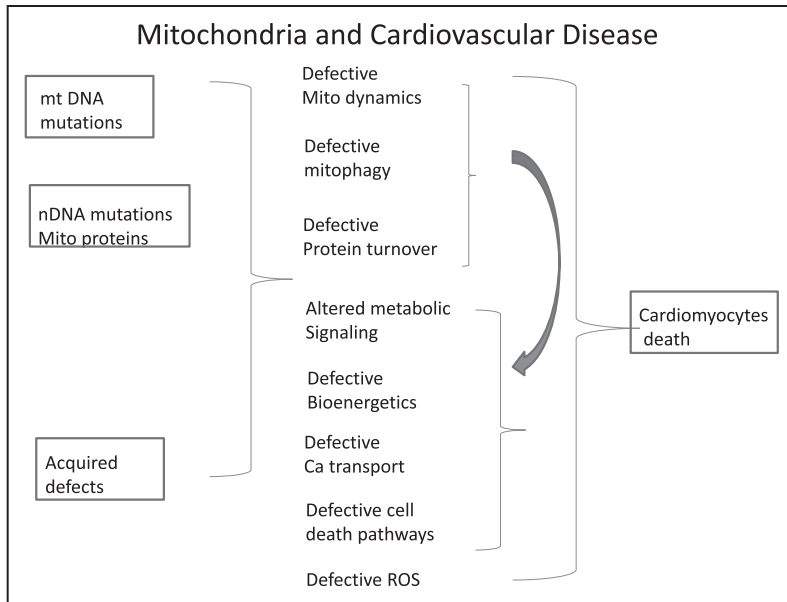 Mitochondria and Cardiovascular Disease
mt DNA
mutations
nDNA mutations
Mito proteins
Acquired
defects
Defective
Mito dynamics
Defective
mitophagy
Defective
Protein turnover
Altered metabolic
Signaling
Defective
Bioenergetics
Defective
Ca transport
Defective cell
death pathways
Defective ROS
Cardiomyocytes
death